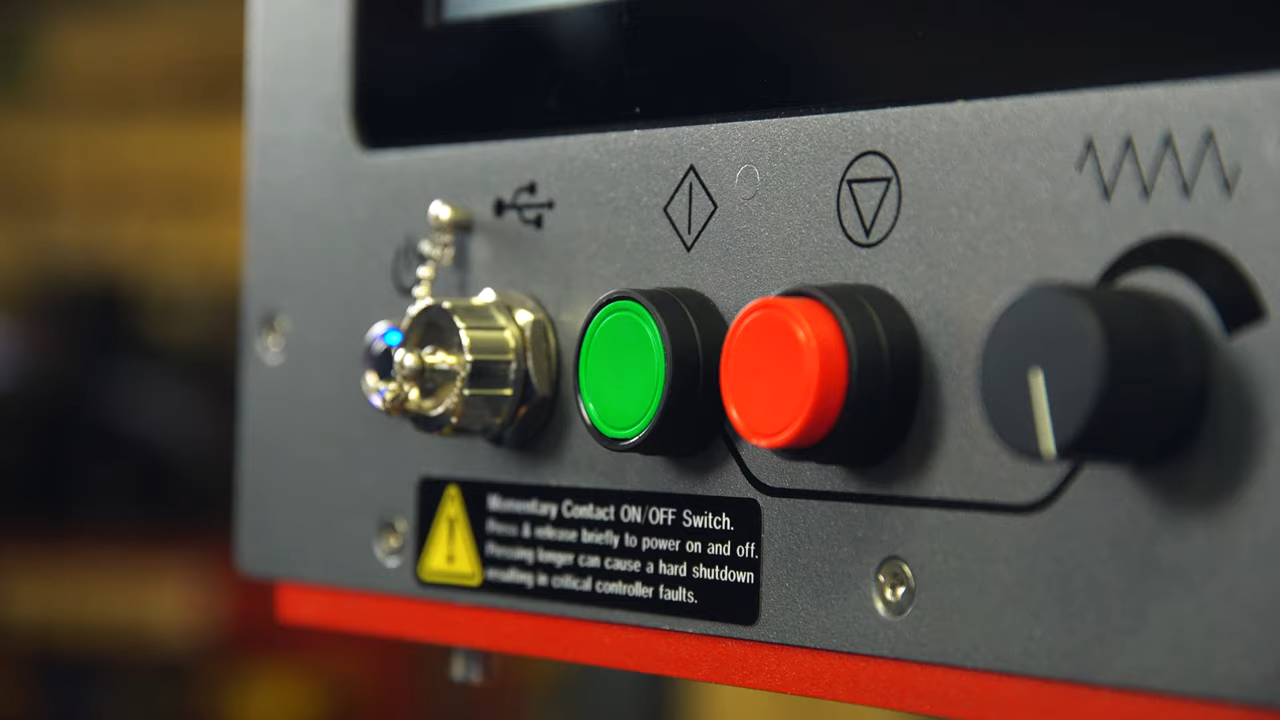 Momentary Contact ON/OFF Switch.
Press & release briefly to power on and off.
Pressing longer can cause a hard shutdown
resulting in critical controller faults.